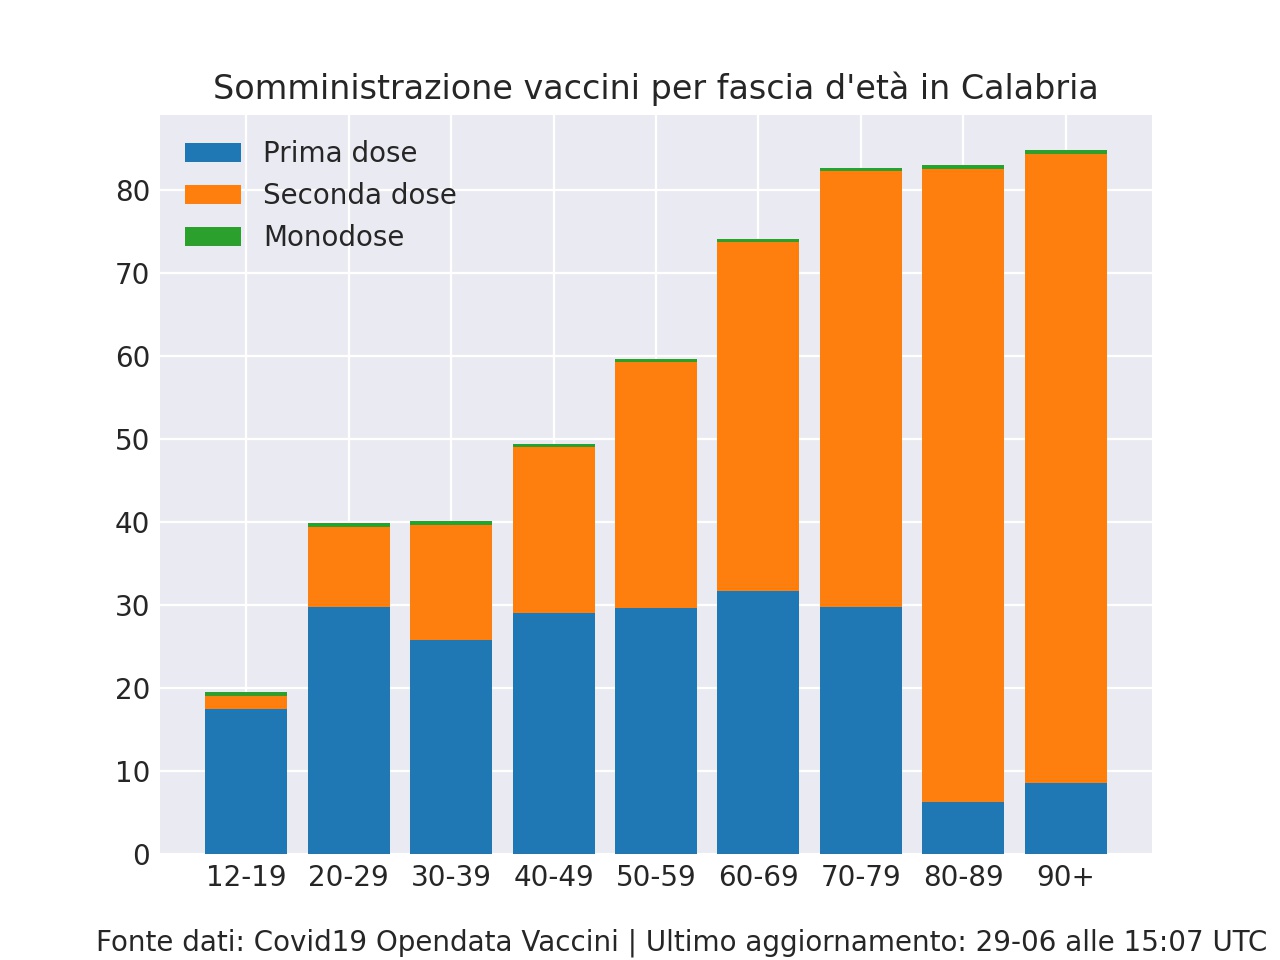 Somministrazione vaccini per fascia d'età in Calabria
Prima dose
Seconda dose
Monodose
80
70
60
50
40
30
20
10
0
12-19 20-29 30-39 40-49 50-59 60-69 70-79 80-89 90+
Fonte dati: Covid19 Opendata Vaccini | Ultimo aggiornamento: 29-06 alle 15:07 UTC